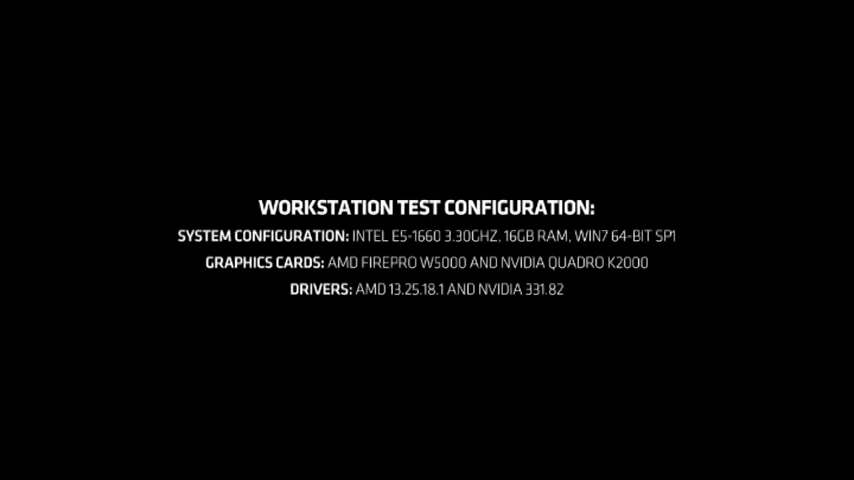 WORKSTATION TEST CONFIGURATION:
SYSTEM CONFIGURATION: INTEL E5-1660 3.30GHZ, 16GB RAM, WIN7 64-BIT SP1
GRAPHICS CARDS: AMD FIREPRO W5000 AND NVIDIA QUADRO K2000
DRIVERS: AMD 13.25.18.1 AND NVIDIA 331.82